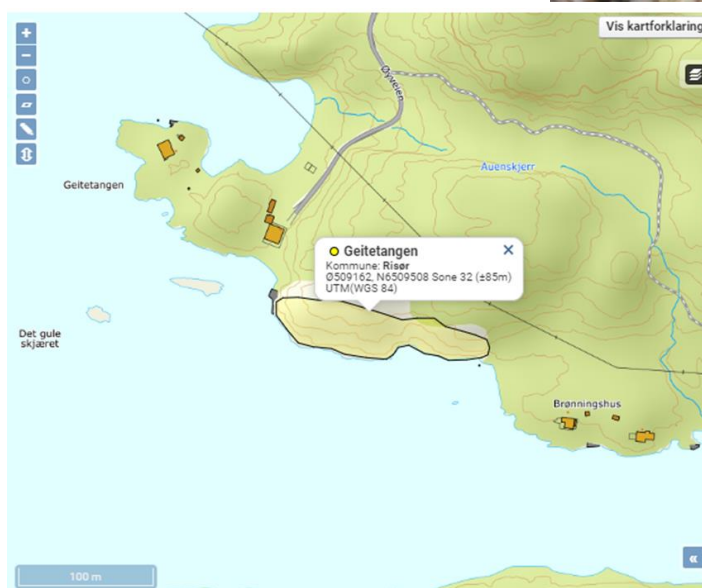 Vis kartforklaring
Øyveien
Auenskjerr
Geitetangen
Geitetangen
Kommune: Risør
Ø509162, N6509508 Sone 32 (±85m)
UTM(WGS 84)
Det gule
skjæret
Brønningshus
100 m